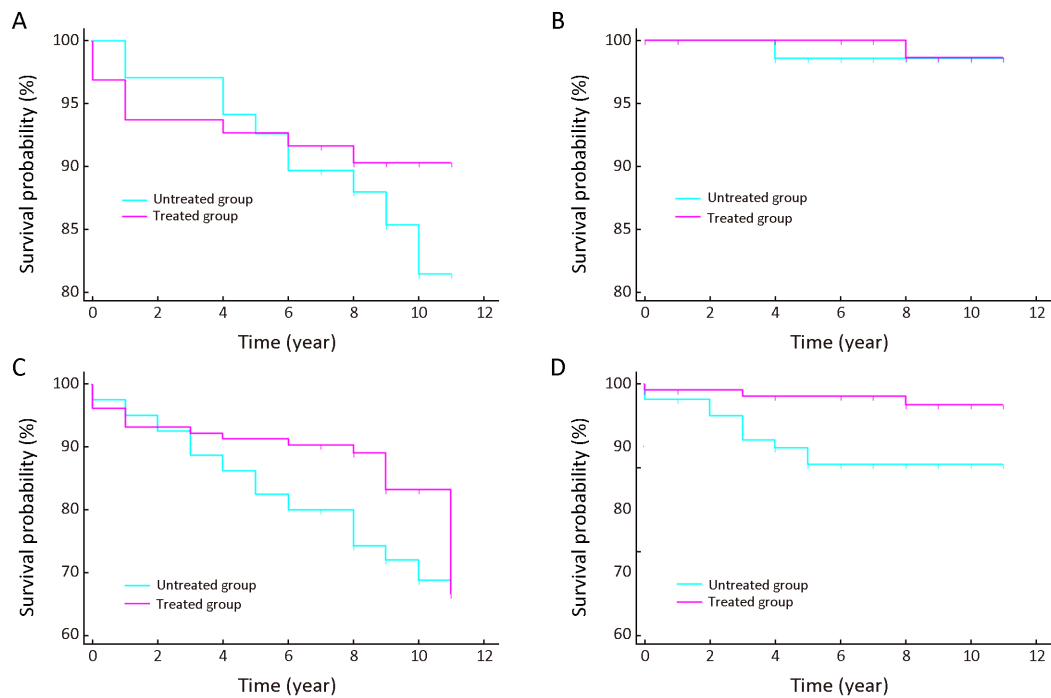 A
Survival probability (%)
100
95
90
85
80
Untreated group
Treated group
0 2 4 6 8 10 12
Time (year)
B
Survival probability (%)
100
95
90
85
80
Untreated group
Treated group
0 2 4 6 8 10 12
Time (year)
C
Survival probability (%)
100
90
80
70
60
Untreated group
Treated group
0 2 4 6 8 10 12
Time (year)
D
Survival probability (%)
100
90
80
70
60
Untreated group
Treated group
0 2 4 6 8 10 12
Time (year)